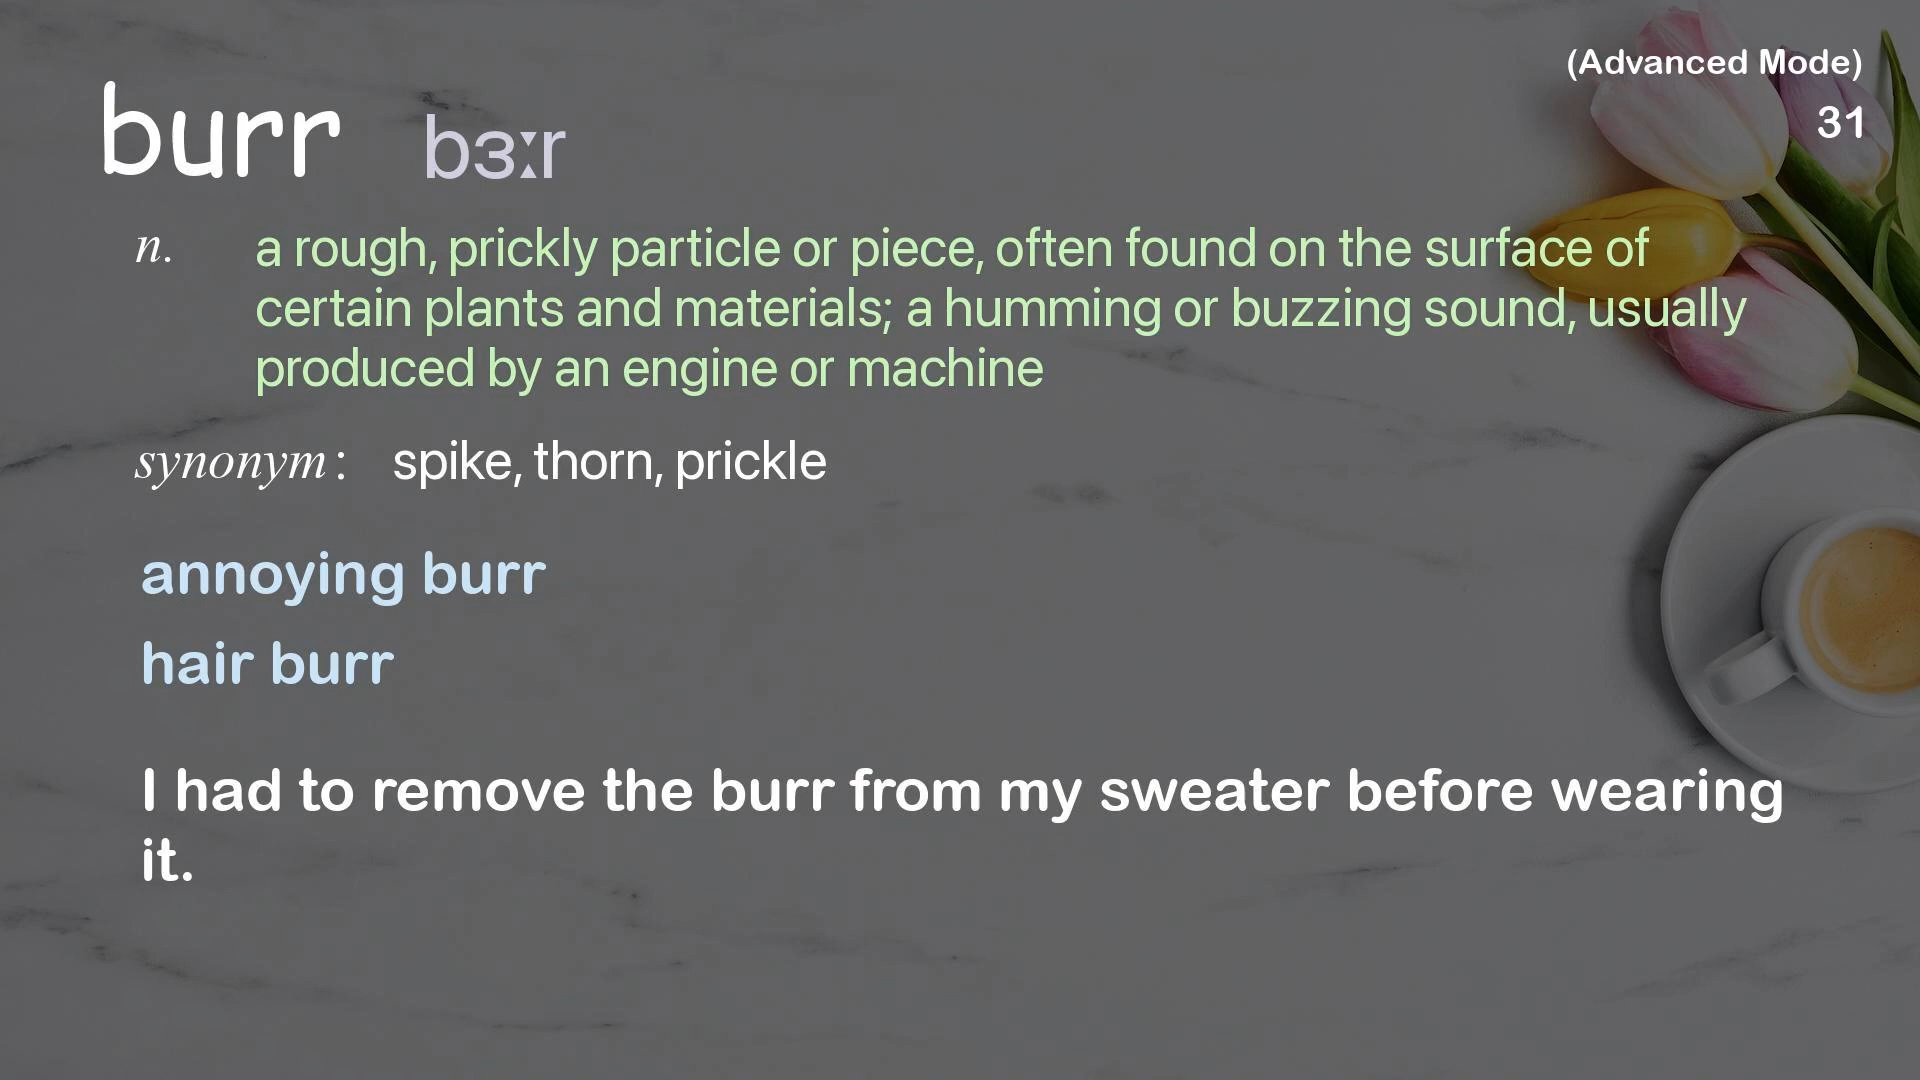 (Advanced Mode)
31
burr bɜːr
n. a rough, prickly particle or piece, often found on the surface of
certain plants and materials; a humming or buzzing sound, usually
produced by an engine or machine
synonym: spike, thorn, prickle
annoying burr
hair burr
I had to remove the burr from my sweater before wearing
it.